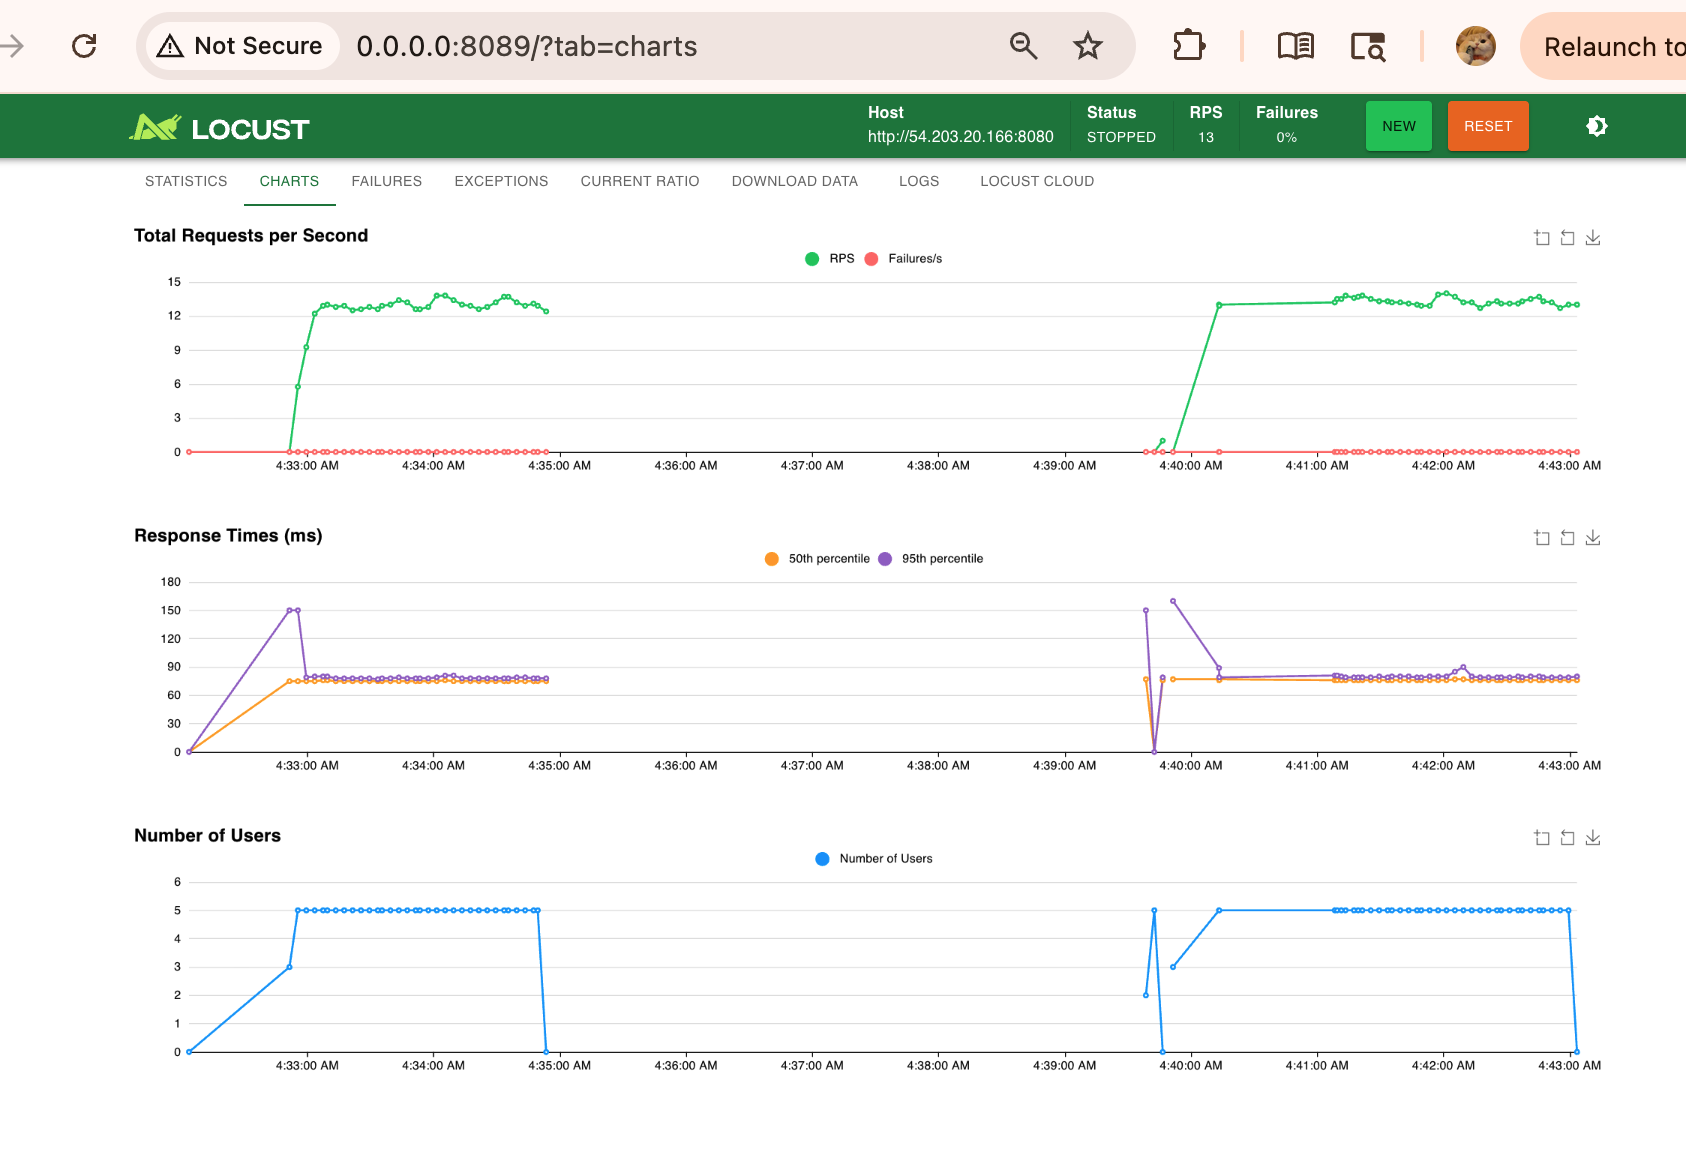 Not Secure 0.0.0.0:8089/?tab=charts Relaunch to
LOCUST
Host Status RPS Failures
http://54.203.20.166:8080 STOPPED 13 0%
NEW RESET
STATISTICS CHARTS FAILURES EXCEPTIONS CURRENT RATIO DOWNLOAD DATA LOGS LOCUST CLOUD
Total Requests per Second
RPS Failures/s
15
12
9
6
3
0
4:33:00 AM 4:34:00 AM 4:35:00 AM 4:36:00 AM 4:37:00 AM 4:38:00 AM 4:39:00 AM 4:40:00 AM 4:41:00 AM 4:42:00 AM 4:43:00 AM
Response Times (ms)
50th percentile 95th percentile
180
150
120
90
60
30
0
4:33:00 AM 4:34:00 AM 4:35:00 AM 4:36:00 AM 4:37:00 AM 4:38:00 AM 4:39:00 AM 4:40:00 AM 4:41:00 AM 4:42:00 AM 4:43:00 AM
Number of Users
Number of Users
6
5
4
3
2
1
0
4:33:00 AM 4:34:00 AM 4:35:00 AM 4:36:00 AM 4:37:00 AM 4:38:00 AM 4:39:00 AM 4:40:00 AM 4:41:00 AM 4:42:00 AM 4:43:00 AM